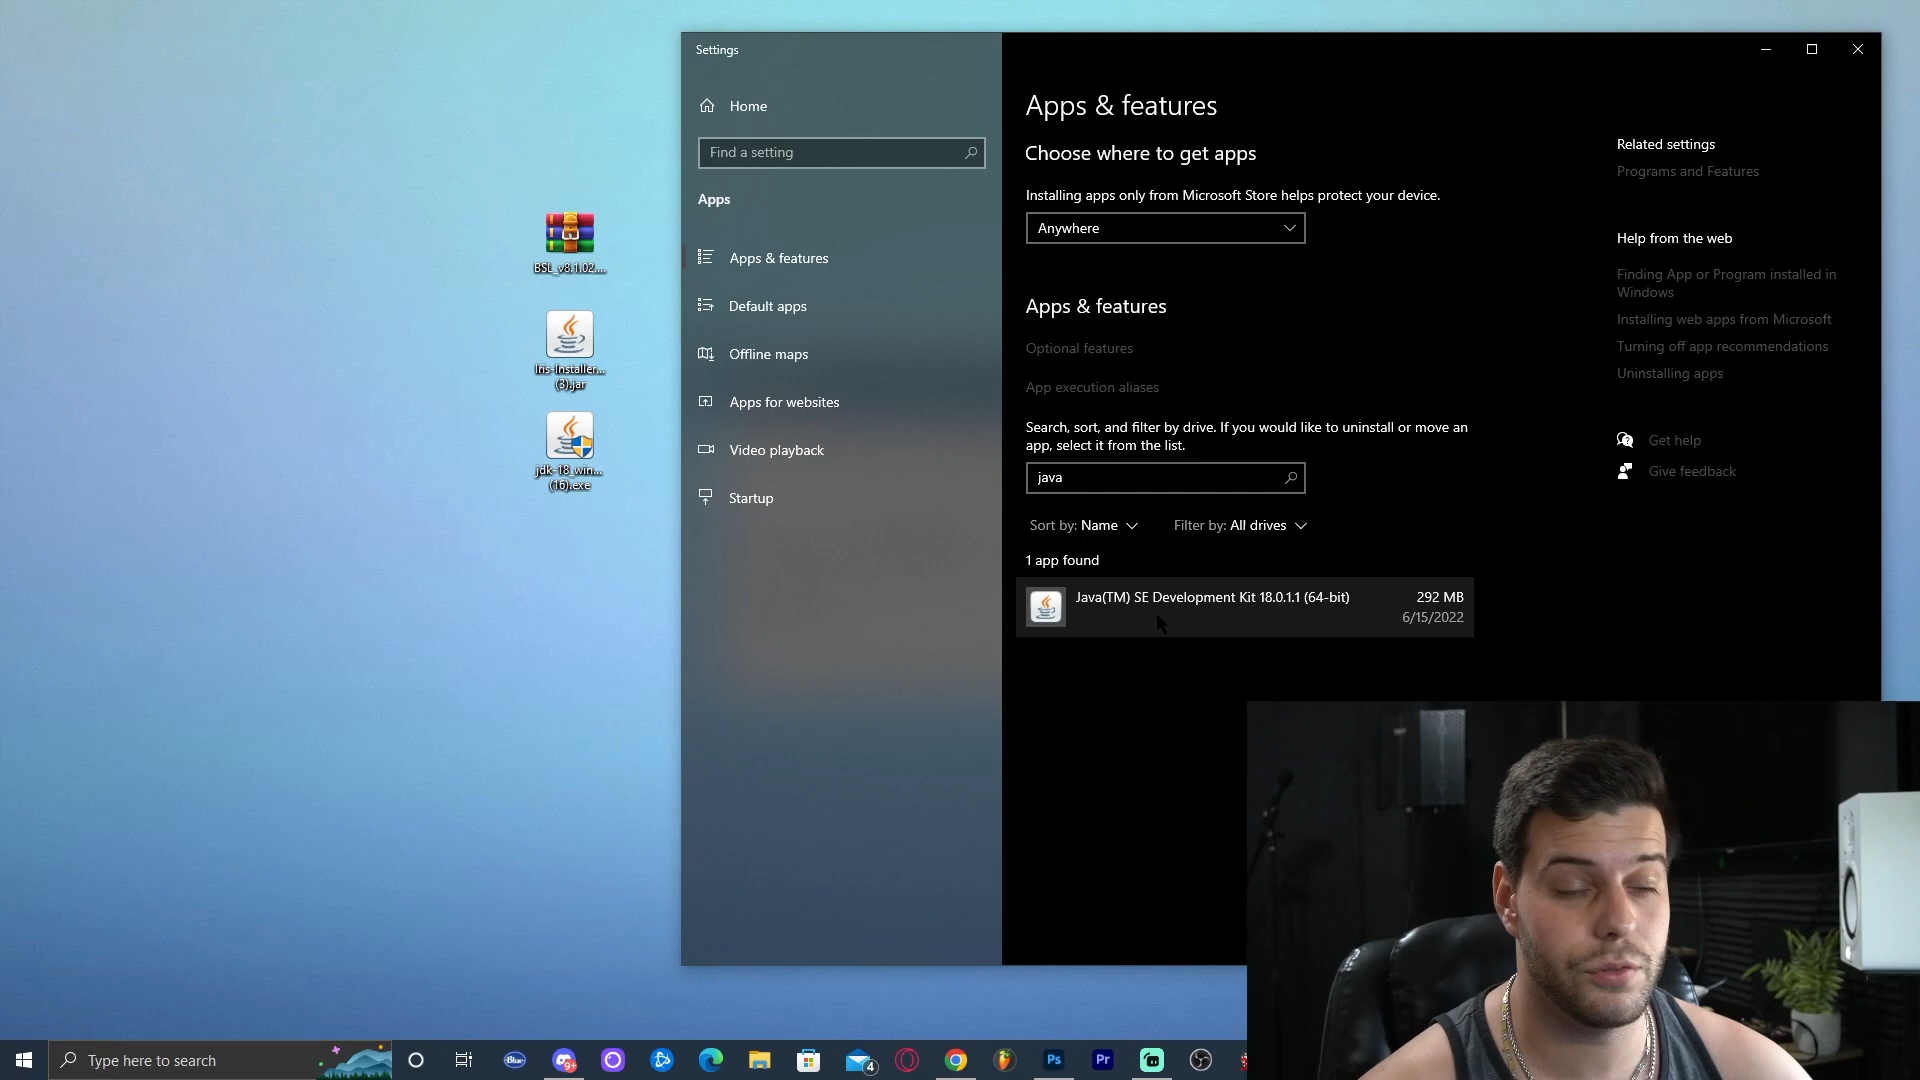 Settings
Home
Find a setting
Apps
Apps & features
Default apps
Offline maps
Apps for websites
Video playback
Startup
Apps & features
Choose where to get apps
Installing apps only from Microsoft Store helps protect your device.
Anywhere
Apps & features
Optional features
App execution aliases
Search, sort, and filter by drive. If you would like to uninstall or move an
app, select it from the list.
java
Sort by: Name
Filter by: All drives
1 app found
Java(TM) SE Development Kit 18.0.1.1 (64-bit)
292 MB
6/15/2022
Related settings
Programs and Features
Help from the web
Finding App or Program installed in
Windows
Installing web apps from Microsoft
Turning off app recommendations
Uninstalling apps
Get help
Give feedback
BSL_v8.1.02....
Iris-Installer...
(3).jar
jdk-18_win...
(16).exe
Type here to search
Blue
9+
4
Ps
Pr